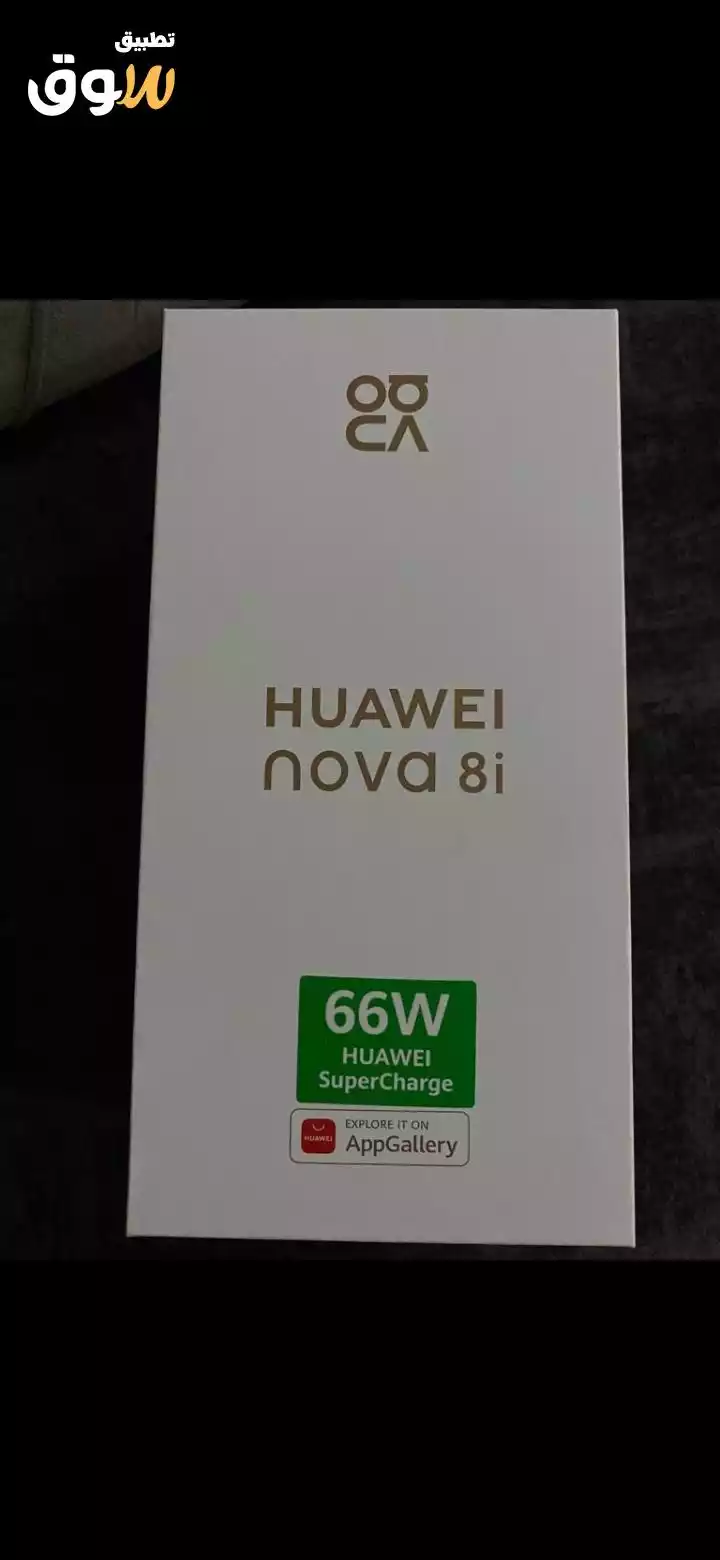 تطبيق
سوق
HUAWEI
nova 8i
66W
HUAWEI
SuperCharge
HUAWEI
EXPLORE IT ON
AppGallery